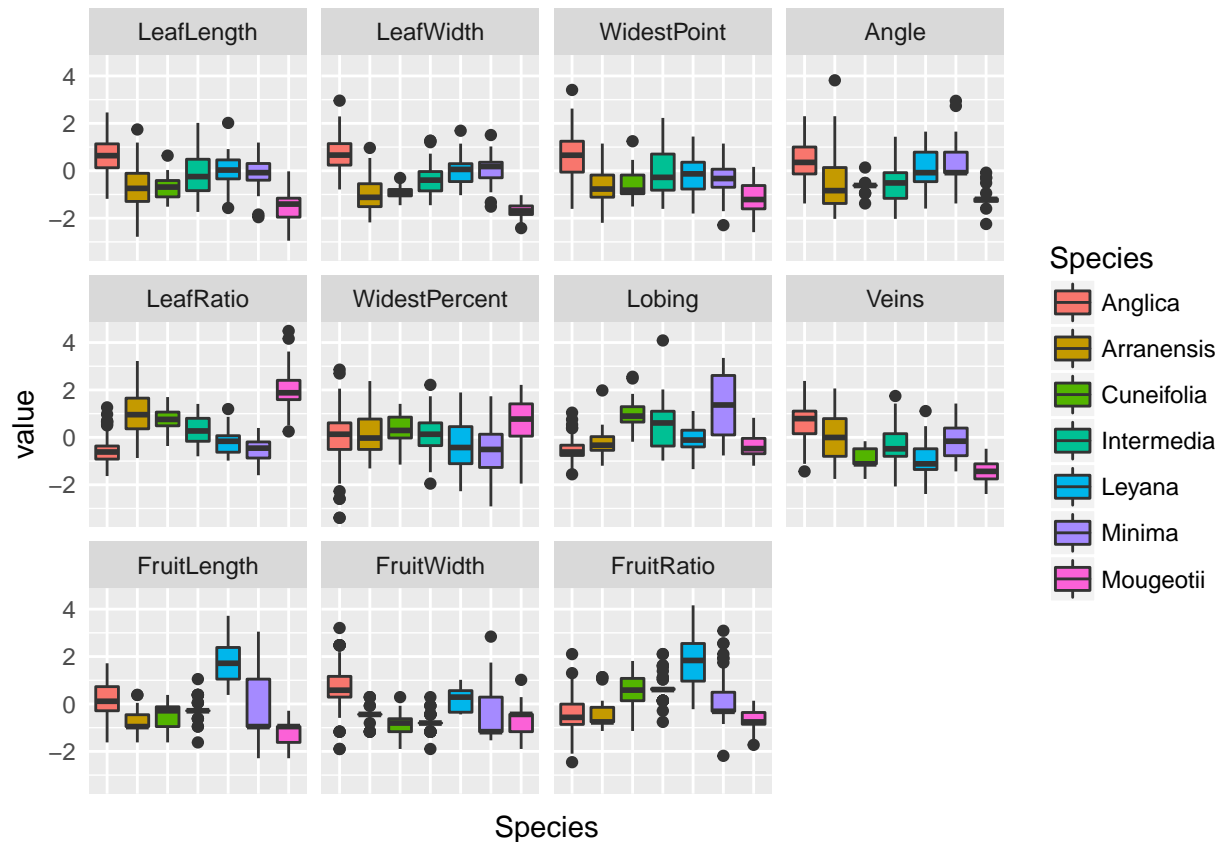 LeafLength LeafWidth WidestPoint Angle
4
2
0
−2
LeafRatio WidestPercent Lobing Veins
4
2
0
−2
FruitLength FruitWidth FruitRatio
4
2
0
−2
value
Species
Species
Anglica
Arranensis
Cuneifolia
Intermedia
Leyana
Minima
Mougeotii